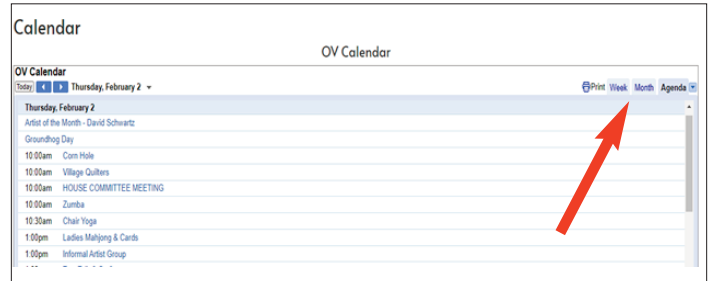 Calendar
OV Calendar
OV Calendar
Today Thursday, February 2 Print Week Month Agenda
Thursday, February 2
Artist of the Month - David Schwartz
Groundhog Day
10:00am Corn Hole
10:00am Village Quilters
10:00am HOUSE COMMITTEE MEETING
10:00am Zumba
10:30am Chair Yoga
1:00pm Ladies Mahjong & Cards
1:00pm Informal Artist Group